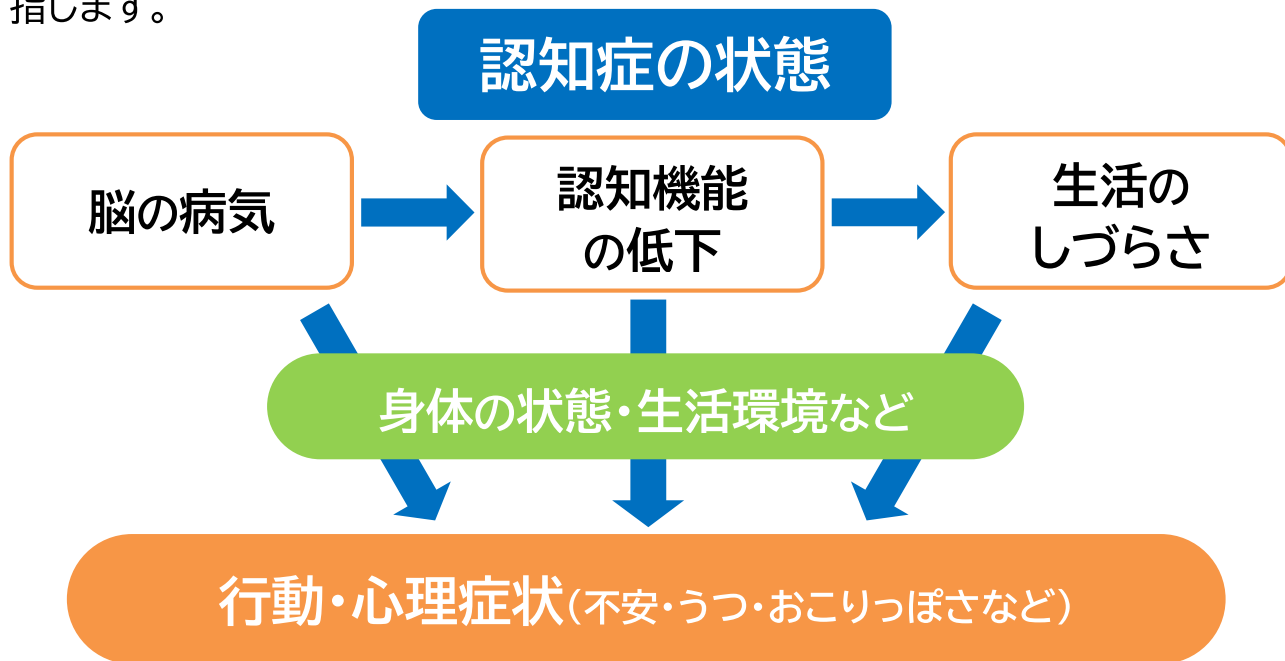 指します。
認知症の状態
脳の病気
認知機能
の低下
生活の
しづらさ
身体の状態・生活環境など
行動・心理症状(不安・うつ・おこりっぽさなど)